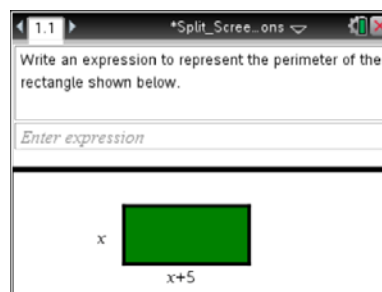 1.1 *Split_Scree...ons
Write an expression to represent the perimeter of the
rectangle shown below.
Enter expression
x
x+5